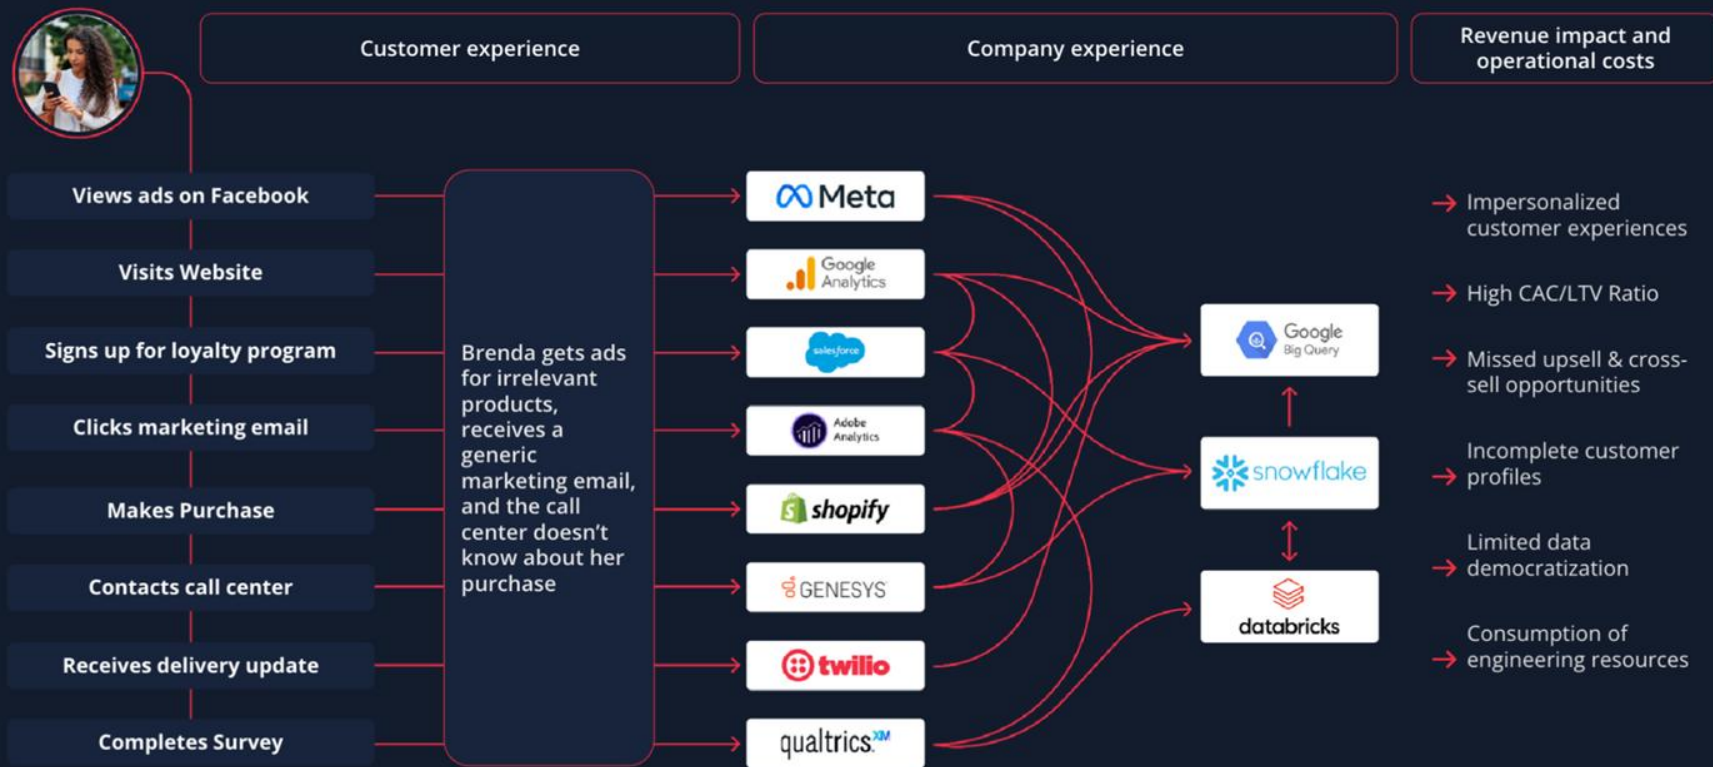 Customer experience
Company experience
Revenue impact and
operational costs
Views ads on Facebook
Visits Website
Signs up for loyalty program
Clicks marketing email
Makes Purchase
Contacts call center
Receives delivery update
Completes Survey
Brenda gets ads
for irrelevant
products,
receives a
generic
marketing email,
and the call
center doesn’t
know about her
purchase
Meta
Google
Analytics
salesforce
Adobe
Analytics
shopify
GENESYS
twilio
qualtrics.XM
Google
Big Query
snowflake
databricks
Impersonalized
customer experiences
High CAC/LTV Ratio
Missed upsell & cross-
sell opportunities
Incomplete customer
profiles
Limited data
democratization
Consumption of
engineering resources